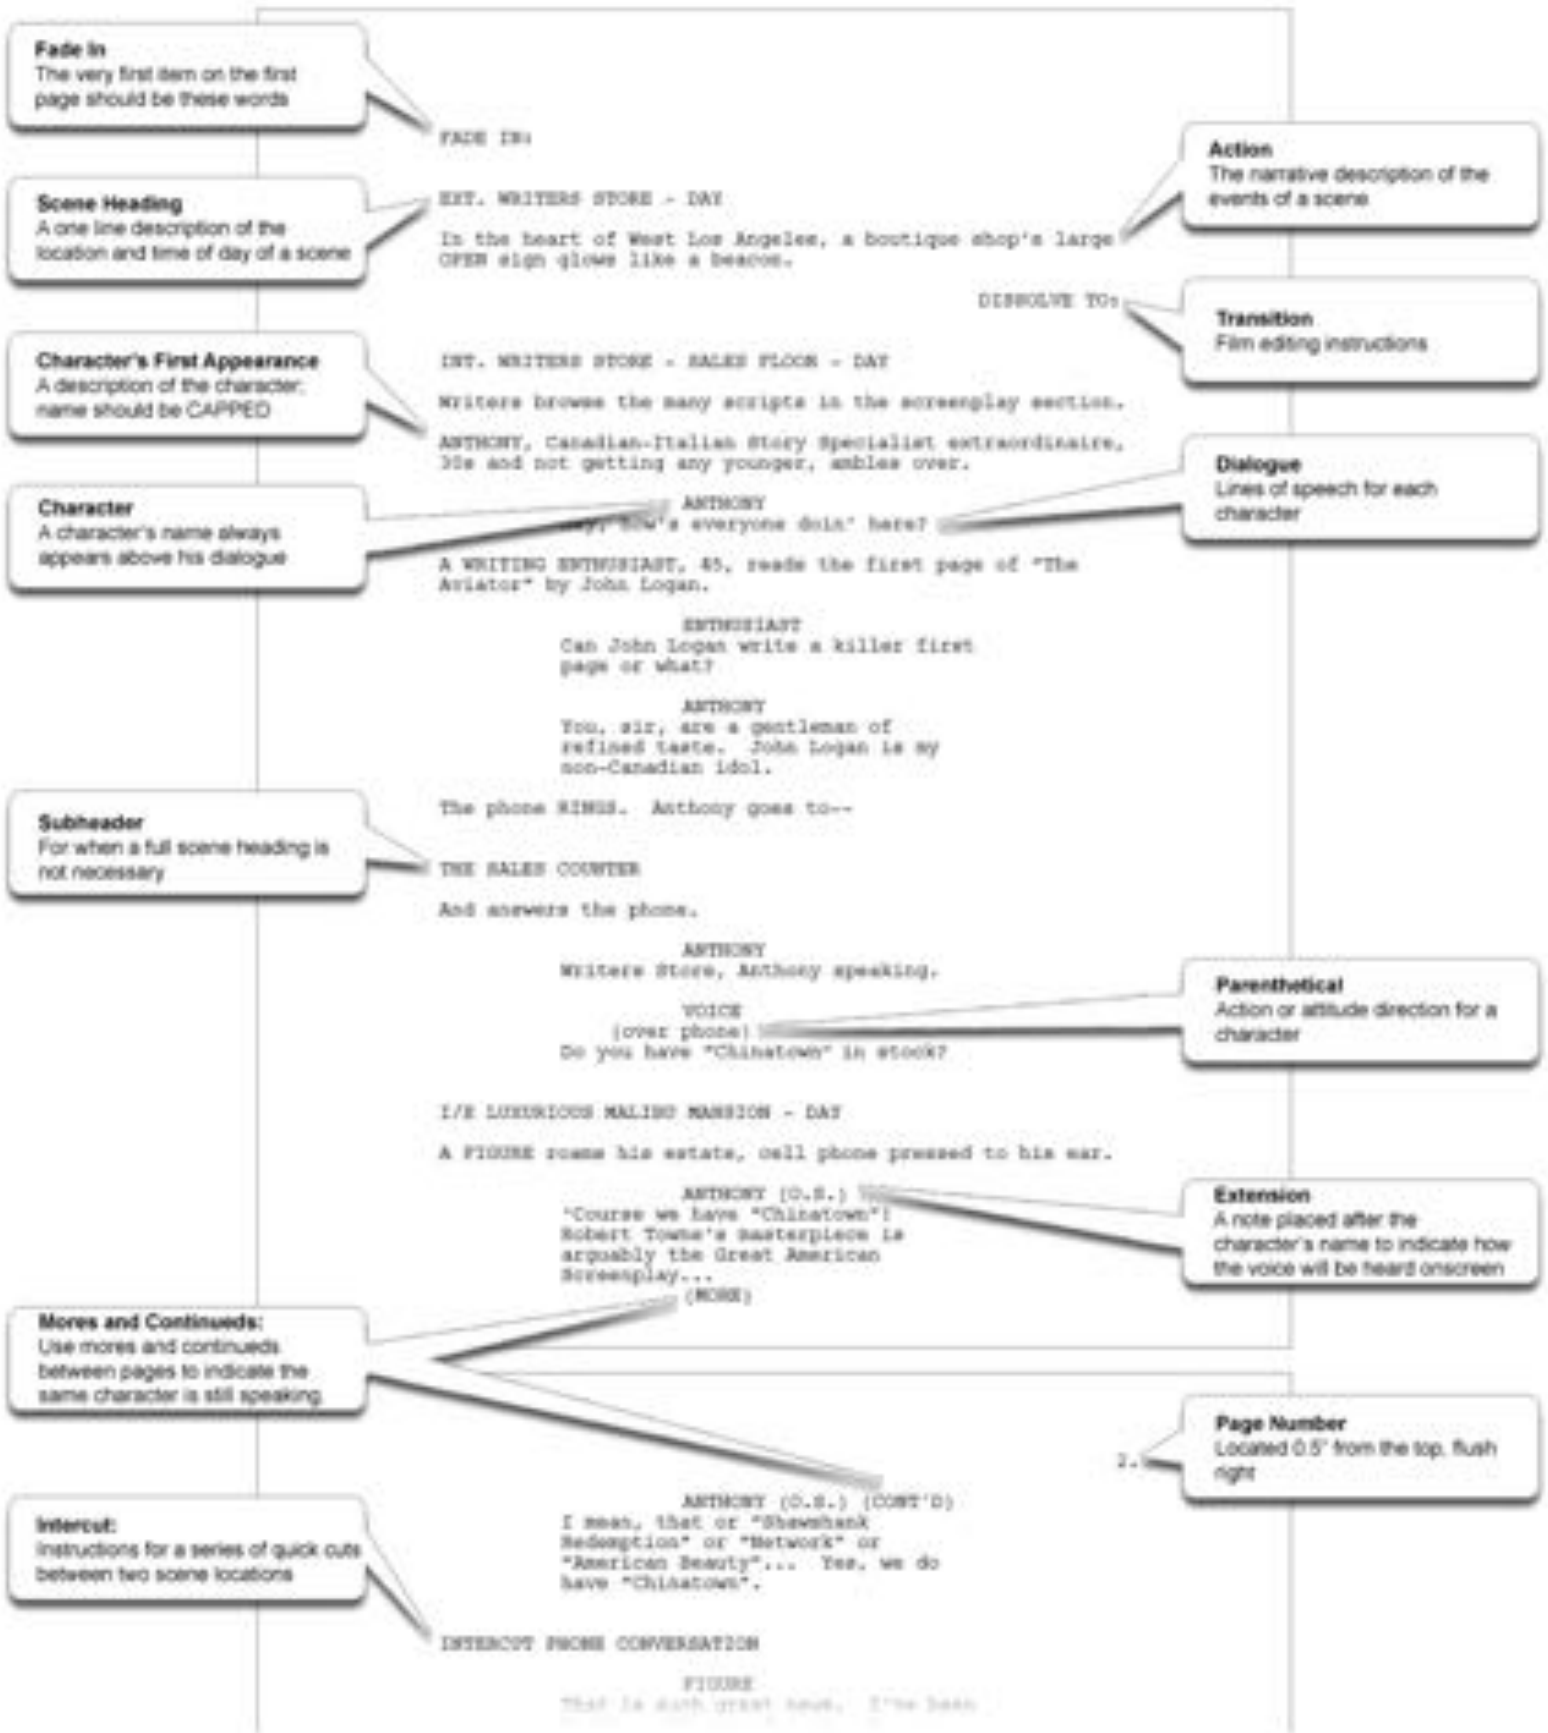 Fade In
The very first item on the first
page should be these words
FADE IN:
Action
The narrative description of the
events of a scene
Scene Heading
A one line description of the
location and time of day of a scene
EXT. WRITERS STORE - DAY
In the heart of West Los Angeles, a boutique shop's large
OPEN sign glows like a beacon.
DISSOLVE TO:
Transition
Film editing instructions
Character's First Appearance
A description of the character;
name should be CAPPED
INT. WRITERS STORE - SALES FLOOR - DAY
Writers browse the many scripts in the screenplay section.
ANTHONY, Canadian-Italian Story Specialist extraordinaire,
30s and not getting any younger, ambles over.
Dialogue
Lines of speech for each
character
Character
A character's name always
appears above his dialogue
ANTHONY
how's everyone doin' here?
A WRITING ENTHUSIAST, 45, reads the first page of "The
Aviator" by John Logan.
ENTHUSIAST
Can John Logan write a killer first
page or what?
ANTHONY
You, sir, are a gentleman of
refined taste. John Logan is my
non-Canadian idol.
The phone RINGS. Anthony goes to--
Subheader
For when a full scene heading is
not necessary
THE SALES COUNTER
And answers the phone.
ANTHONY
Writers Store, Anthony speaking.
VOICE
(over phone)
Do you have "Chinatown" in stock?
Parenthetical
Action or attitude direction for a
character
I/E LUXURIOUS MALIBU MANSION - DAY
A FIGURE roams his estate, cell phone pressed to his ear.
ANTHONY (O.S.)
'Course we have "Chinatown"!
Robert Towne's masterpiece is
arguably the Great American
Screenplay...
(MORE)
Extension
A note placed after the
character's name to indicate how
the voice will be heard onscreen
Mores and Continueds:
Use mores and continueds
between pages to indicate the
same character is still speaking.
Page Number
Located 0.5" from the top, flush
right
2.
ANTHONY (O.S.) (CONT'D)
I mean, that or "Shawshank
Redemption" or "Network" or
"American Beauty"... Yes, we do
have "Chinatown".
Intercut:
Instructions for a series of quick cuts
between two scene locations
INTERCUT PHONE CONVERSATION
FIGURE
That is such great news. I've been